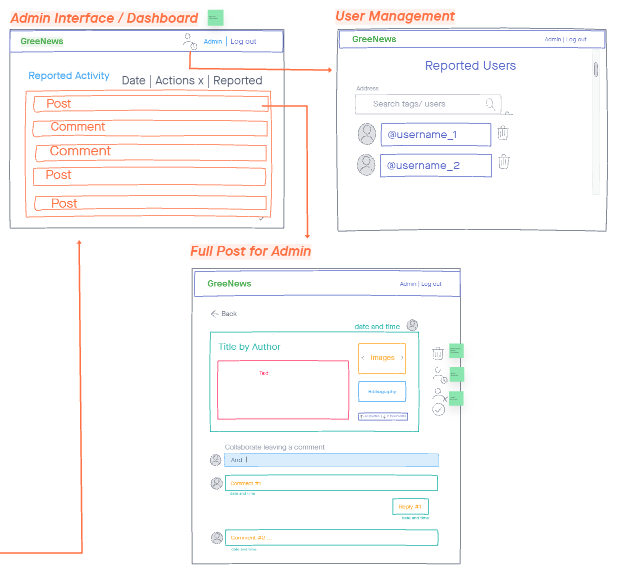 Admin Interface / Dashboard
GreeNews
Admin | Log out
Reported Activity
Date | Actions x | Reported
Post
Comment
Comment
Post
Post
User Management
GreeNews
Admin | Log out
Reported Users
Address
Search tags/ users
@username_1
@username_2
Full Post for Admin
GreeNews
Admin | Log out
Back
date and time
Title by Author
Text
< Images >
Bibliography
Collaborate leaving a comment
And |
Comment #1
date and time
Reply #1
date and time
Comment #2 ...
date and time